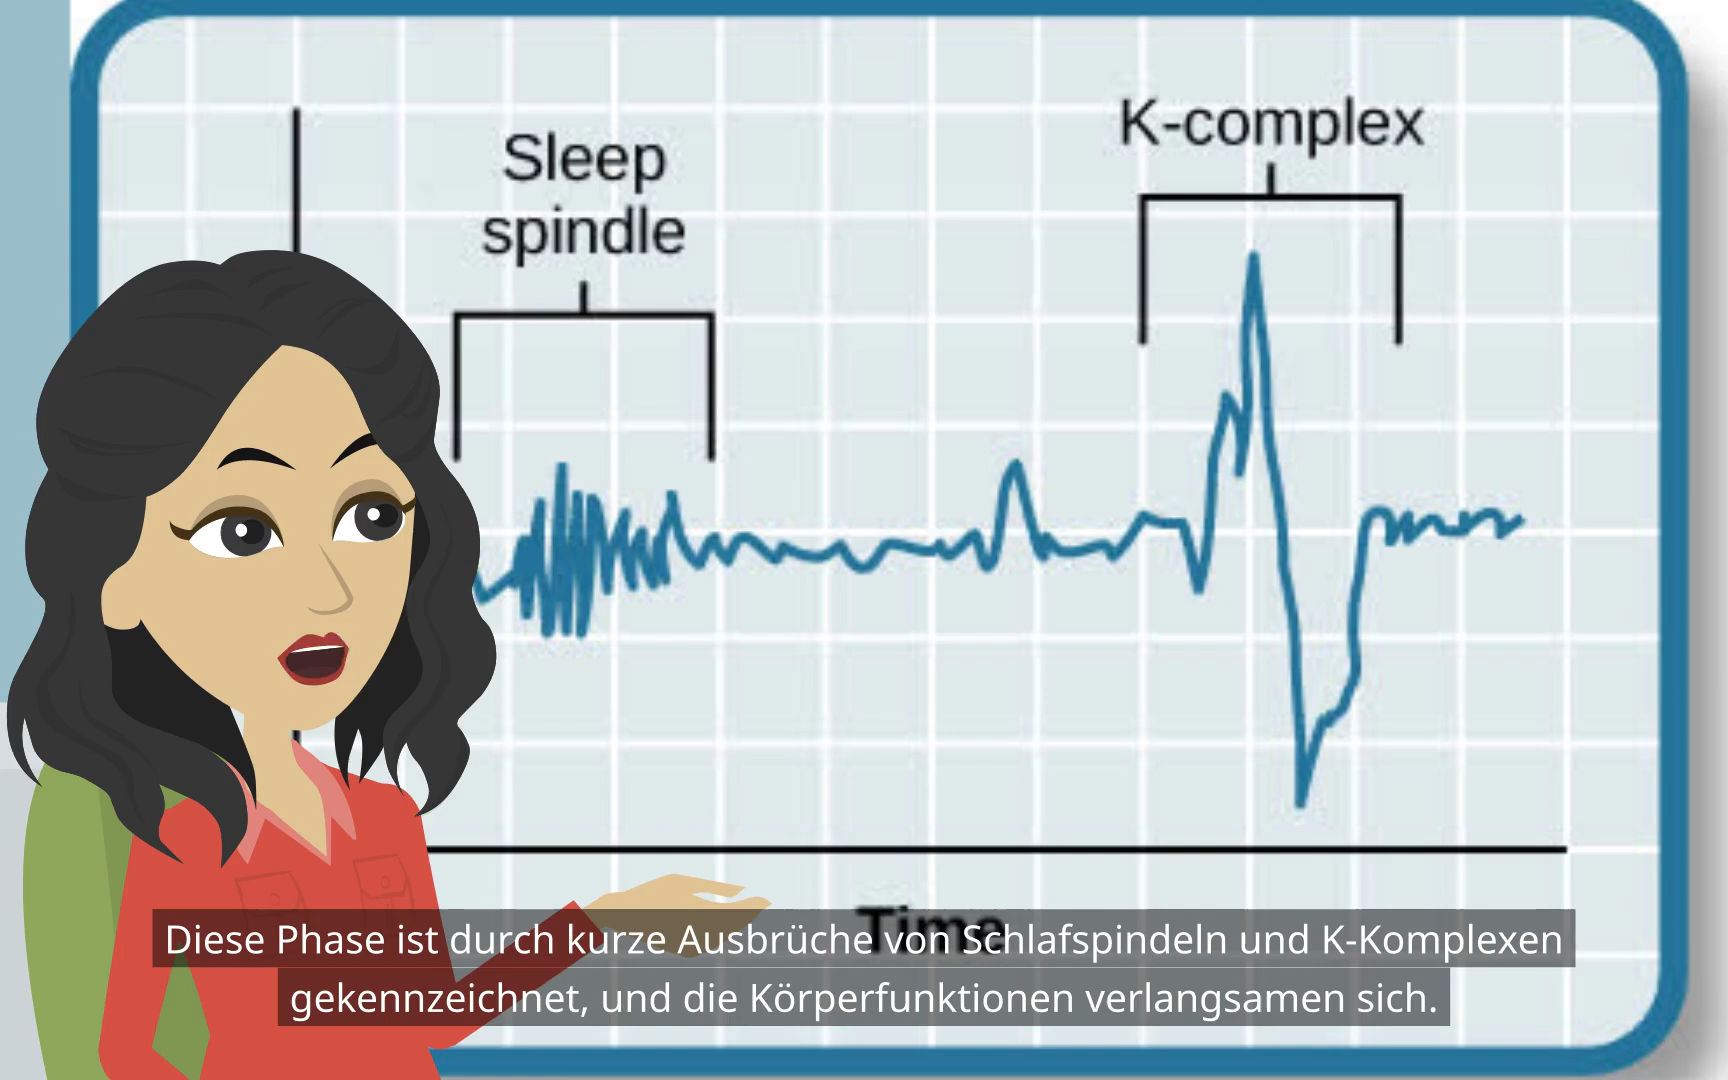 K-complex
Sleep
spindle
Time
Diese Phase ist durch kurze Ausbrüche von Schlafspindeln und K-Komplexen
gekennzeichnet, und die Körperfunktionen verlangsamen sich.